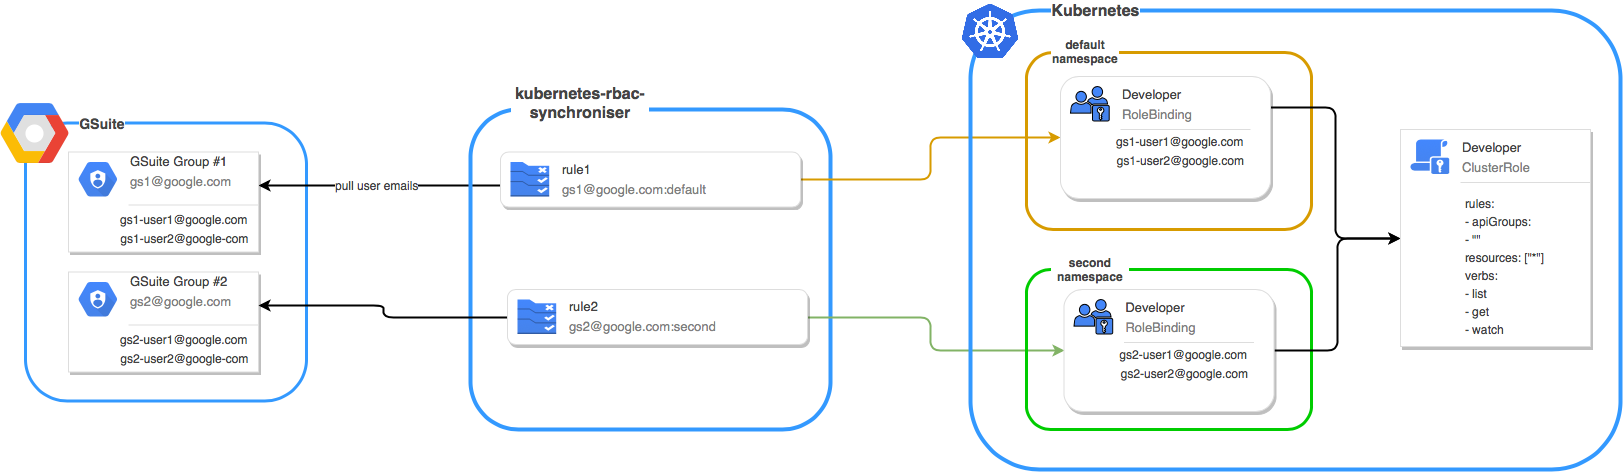 GSuite
GSuite Group #1
gs1@google.com
gs1-user1@google.com
gs1-user2@google-com
GSuite Group #2
gs2@google.com
gs2-user1@google.com
gs2-user2@google-com
pull user emails
kubernetes-rbac-
synchroniser
rule1
gs1@google.com:default
rule2
gs2@google.com:second
Kubernetes
default
namespace
Developer
RoleBinding
gs1-user1@google.com
gs1-user2@google.com
second
namespace
Developer
RoleBinding
gs2-user1@google.com
gs2-user2@google.com
Developer
ClusterRole
rules:
- apiGroups:
- ""
resources: ["*"]
verbs:
- list
- get
- watch